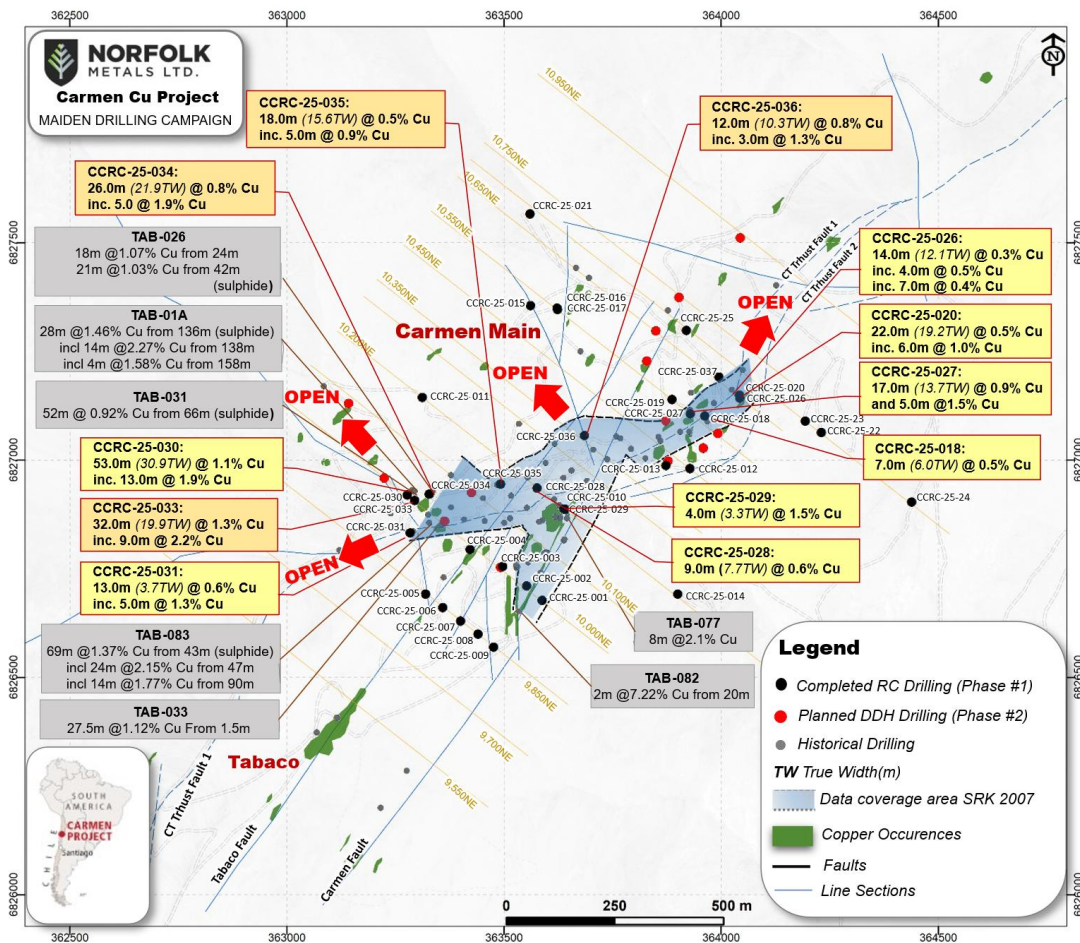 362500
363000
363500
364000
364500
NORFOLK
METALS LTD.
Carmen Cu Project
MAIDEN DRILLING CAMPAIGN
N
CCRC-25-035:
18.0m (15.6TW) @ 0.5% Cu
inc. 5.0m @ 0.9% Cu
CCRC-25-036:
12.0m (10.3TW) @ 0.8% Cu
inc. 3.0m @ 1.3% Cu
CCRC-25-034:
26.0m (21.9TW) @ 0.8% Cu
inc. 5.0 @ 1.9% Cu
TAB-026
18m @1.07% Cu from 24m
21m @1.03% Cu from 42m
(sulphide)
TAB-01A
28m @1.46% Cu from 136m (sulphide)
incl 14m @2.27% Cu from 138m
incl 4m @1.58% Cu from 158m
TAB-031
52m @ 0.92% Cu from 66m (sulphide)
CCRC-25-030:
53.0m (30.9TW) @ 1.1% Cu
inc. 13.0m @ 1.9% Cu
CCRC-25-033:
32.0m (19.9TW) @ 1.3% Cu
inc. 9.0m @ 2.2% Cu
CCRC-25-031:
13.0m (3.7TW) @ 0.6% Cu
inc. 5.0m @ 1.3% Cu
TAB-083
69m @1.37% Cu from 43m (sulphide)
incl 24m @2.15% Cu from 47m
incl 14m @1.77% Cu from 90m
TAB-033
27.5m @1.12% Cu From 1.5m
CCRC-25-026:
14.0m (12.1TW) @ 0.3% Cu
inc. 4.0m @ 0.5% Cu
inc. 7.0m @ 0.4% Cu
CCRC-25-020:
22.0m (19.2TW) @ 0.5% Cu
inc. 6.0m @ 1.0% Cu
CCRC-25-027:
17.0m (13.7TW) @ 0.9% Cu
and 5.0m @1.5% Cu
CCRC-25-018:
7.0m (6.0TW) @ 0.5% Cu
CCRC-25-029:
4.0m (3.3TW) @ 1.5% Cu
CCRC-25-028:
9.0m (7.7TW) @ 0.6% Cu
TAB-077
8m @2.1% Cu
TAB-082
2m @7.22% Cu from 20m
10,950NE
10,750NE
10,650NE
10,550NE
10,450NE
10,350NE
10,200NE
10,100NE
10,000NE
9,850NE
9,700NE
9,550NE
Carmen Main
Tabaco
OPEN
OPEN
OPEN
OPEN
CT Trhust Fault 1
CT Trhust Fault 2
CT Trhust Fault 1
Tabaco Fault
Carmen Fault
CCRC-25-021
CCRC-25-015
CCRC-25-016
CCRC-25-017
CCRC-25-25
CCRC-25-011
CCRC-25-037
CCRC-25-019
CCRC-25-027
CCRC-25-020
CCRC-25-026
CCRC-25-018
CCRC-25-23
CCRC-25-22
CCRC-25-036
CCRC-25-013
CCRC-25-012
CCRC-25-24
CCRC-25-035
CCRC-25-034
CCRC-25-030
CCRC-25-033
CCRC-25-028
CCRC-25-010
CCRC-25-029
CCRC-25-031
CCRC-25-004
CCRC-25-003
CCRC-25-002
CCRC-25-001
CCRC-25-005
CCRC-25-006
CCRC-25-007
CCRC-25-008
CCRC-25-009
CCRC-25-014
6827500
6827000
6826500
6826000
6827500
6827000
6826500
6826000
Legend
Completed RC Drilling (Phase #1)
Planned DDH Drilling (Phase #2)
Historical Drilling
TW True Width(m)
Data coverage area SRK 2007
Copper Occurences
Faults
Line Sections
SOUTH
AMERICA
CARMEN
PROJECT
Santiago
CHILE
0
250
500 m
362500
363000
363500
364000
364500